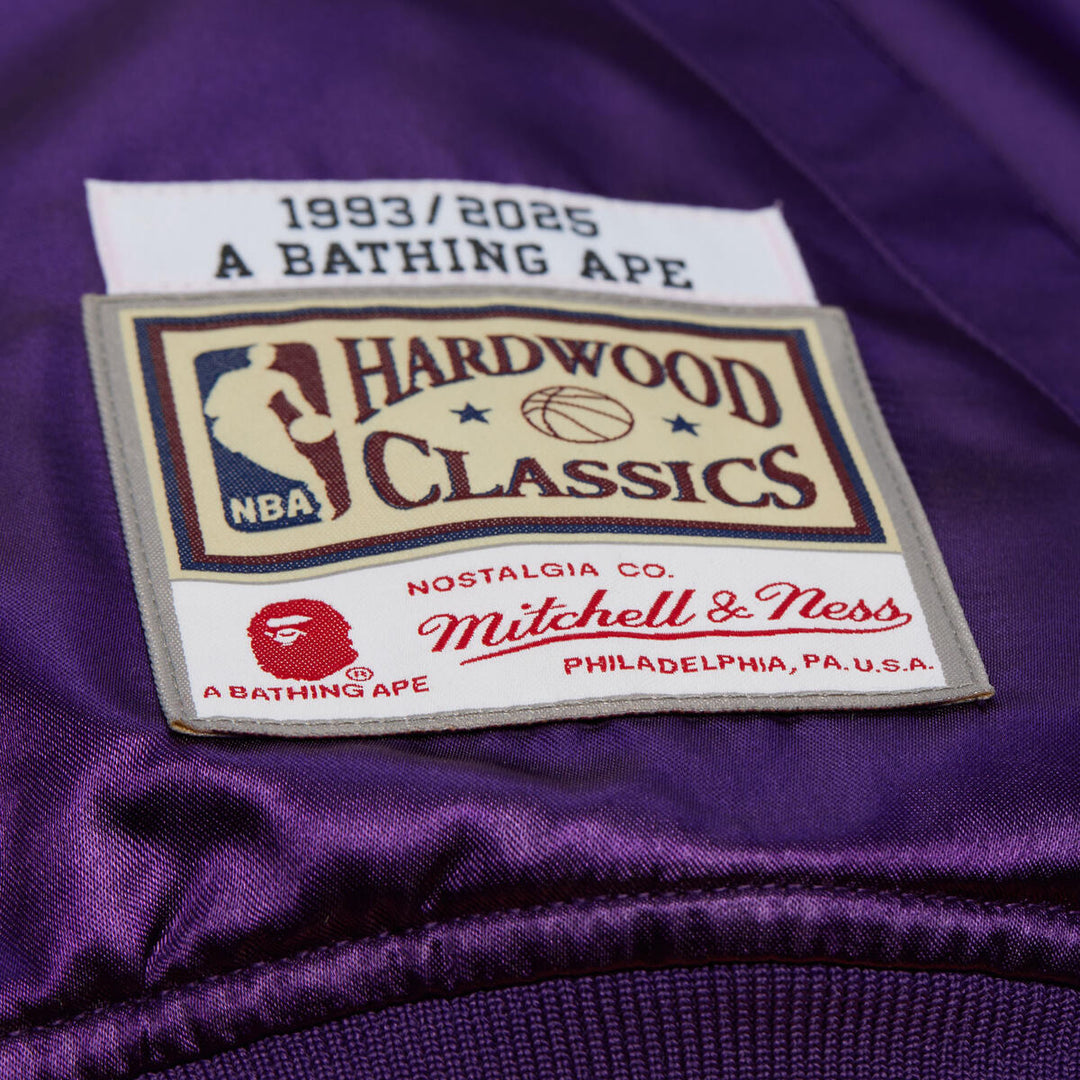 1993/2025
A BATHING APE
HARDWOOD
CLASSICS
NBA
NOSTALGIA CO.
Mitchell & Ness
PHILADELPHIA, PA. U.S.A.
®
A BATHING APE